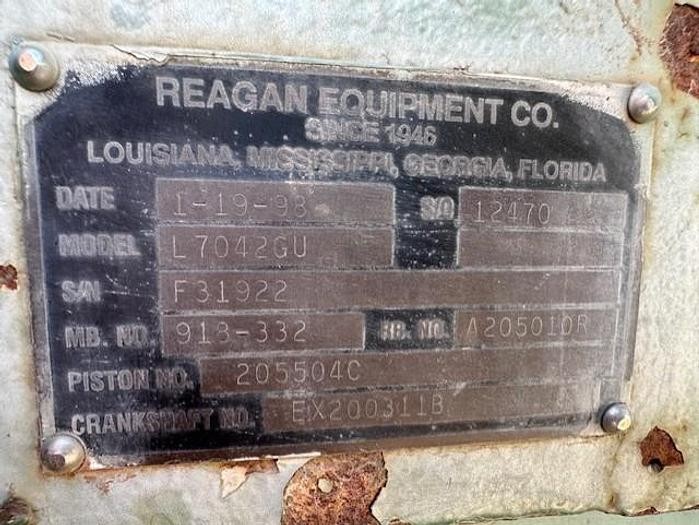 REAGAN EQUIPMENT CO.
SINCE 1946
LOUISIANA, MISSISSIPPI, GEORGIA, FLORIDA
DATE 1-19-98 S/O 12470
MODEL L7042GU
S/N F31922
MB. NO. 918-332 RB. NO. A205010R
PISTON NO. 205504C
CRANKSHAFT NO. EX200311B